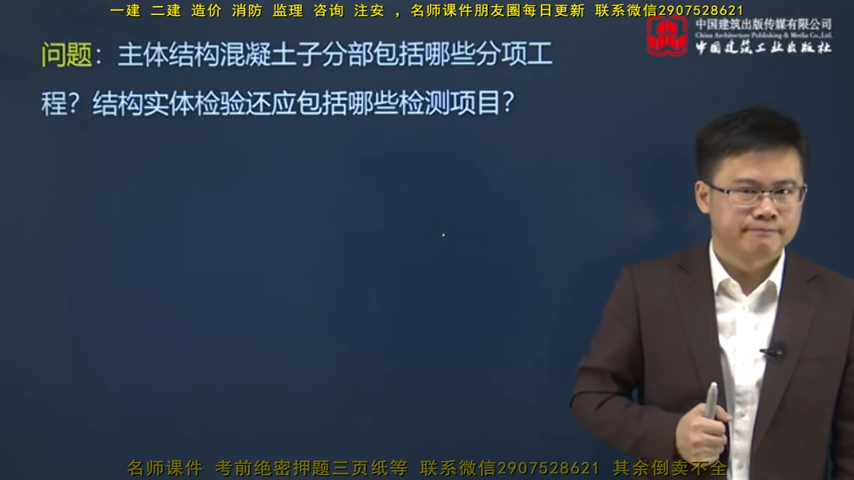 一建 二建 造价 消防 监理 咨询 注安 ，名师课件朋友圈每日更新 联系微信2907528621
中国建筑出版传媒有限公司
China Architecture Publishing & Media Co.,Ltd.
中国建筑工业出版社
问题：主体结构混凝土子分部包括哪些分项工
程？结构实体检验还应包括哪些检测项目？
名师课件 考前绝密押题三页纸等 联系微信2907528621 其余倒卖不全